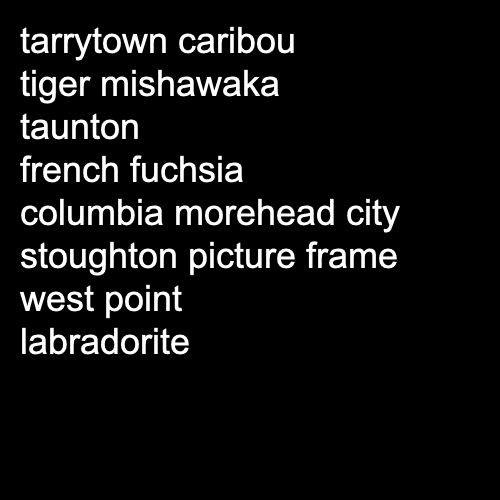 tarrytown caribou
tiger mishawaka
taunton
french fuchsia
columbia morehead city
stoughton picture frame
west point
labradorite